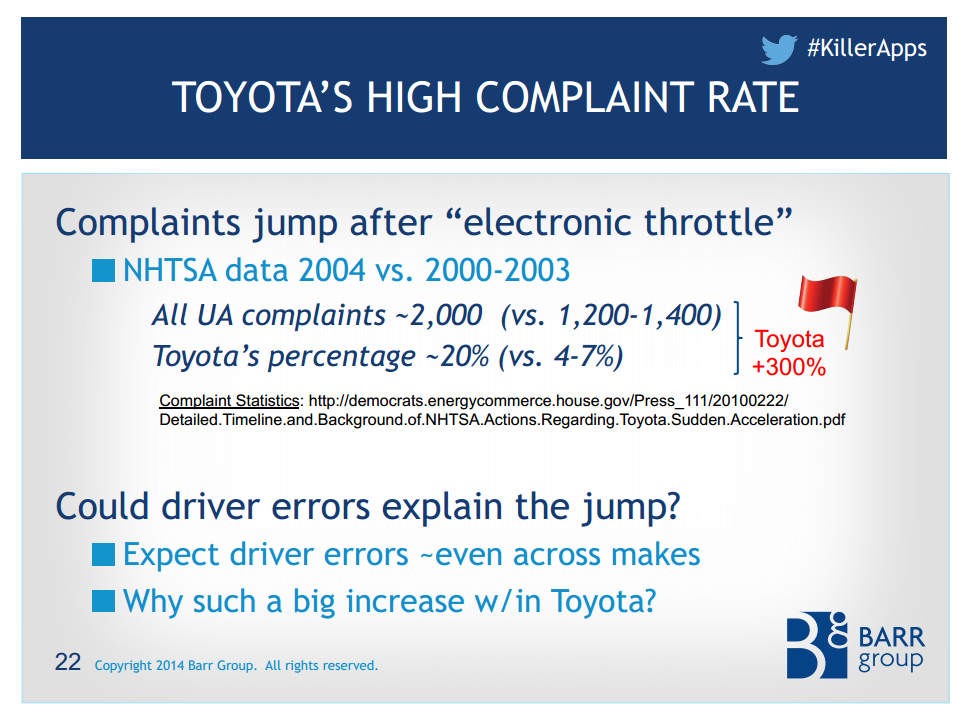 #KillerApps
TOYOTA’S HIGH COMPLAINT RATE
Complaints jump after “electronic throttle”
NHTSA data 2004 vs. 2000-2003
All UA complaints ~2,000 (vs. 1,200-1,400)
Toyota’s percentage ~20% (vs. 4-7%)
Toyota
+300%
Complaint Statistics: http://democrats.energycommerce.house.gov/Press_111/20100222/
Detailed.Timeline.and.Background.of.NHTSA.Actions.Regarding.Toyota.Sudden.Acceleration.pdf
Could driver errors explain the jump?
Expect driver errors ~even across makes
Why such a big increase w/in Toyota?
22 Copyright 2014 Barr Group. All rights reserved.
Bgg BARR
group